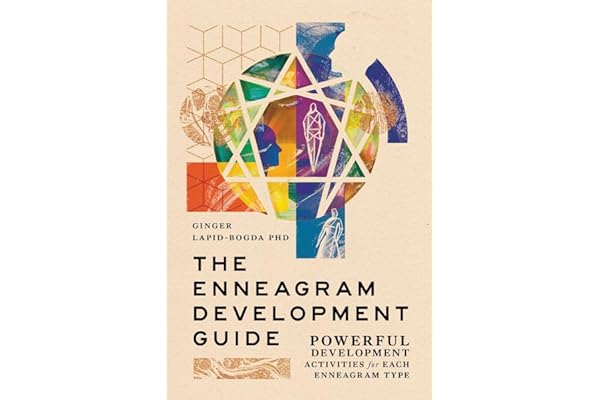 GINGER
LAPID-BOGDA PHD
THE
ENNEAGRAM
DEVELOPMENT
GUIDE
POWERFUL
DEVELOPMENT
ACTIVITIES for EACH
ENNEAGRAM TYPE